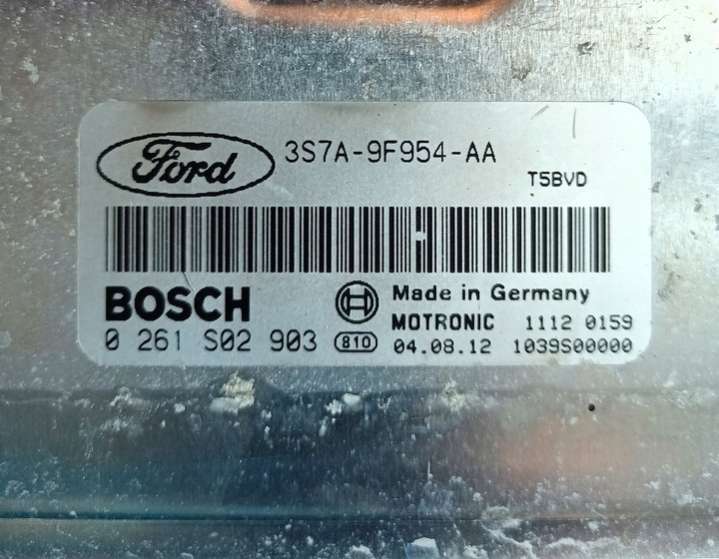 Ford 3S7A-9F954-AA
T5BVD
BOSCH Made in Germany
MOTRONIC 1112 0159
0 261 S02 903 810 04.08.12 1039S00000